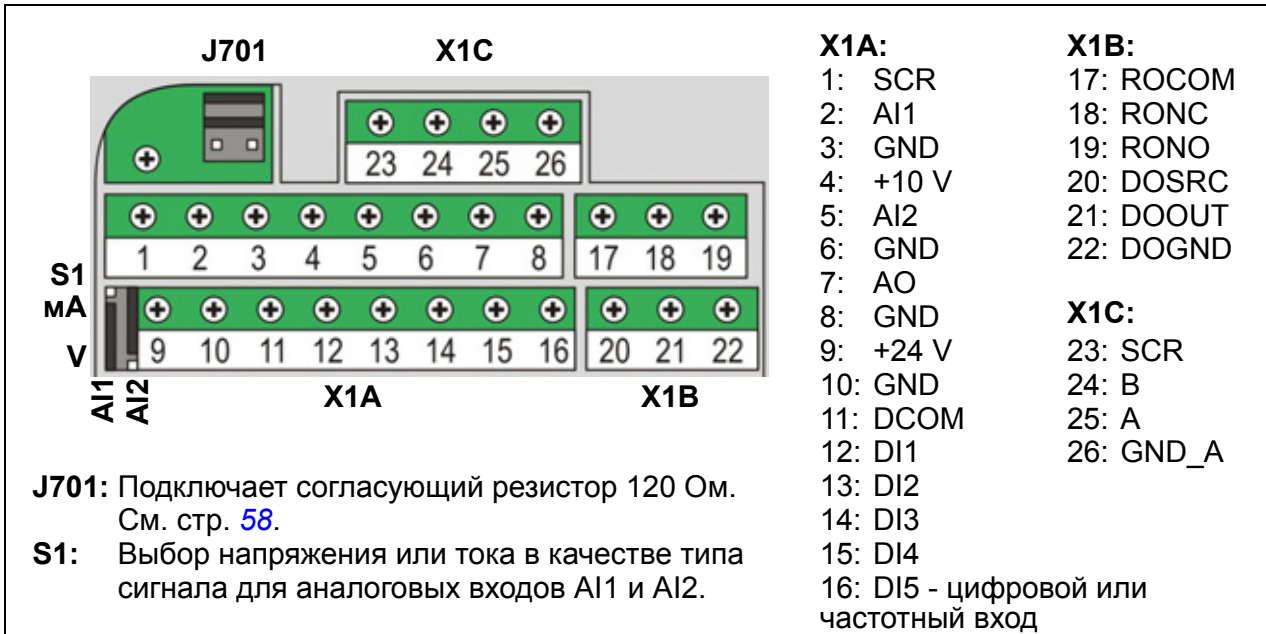 J701 X1C
23 24 25 26
1 2 3 4 5 6 7 8 17 18 19
S1
мА
V
9 10 11 12 13 14 15 16 20 21 22
AI1
AI2
X1A X1B
J701: Подключает согласующий резистор 120 Ом.
См. стр. 58.
S1: Выбор напряжения или тока в качестве типа
сигнала для аналоговых входов AI1 и AI2.
X1A:
1: SCR
2: AI1
3: GND
4: +10 V
5: AI2
6: GND
7: AO
8: GND
9: +24 V
10: GND
11: DCOM
12: DI1
13: DI2
14: DI3
15: DI4
16: DI5 - цифровой или
частотный вход
X1B:
17: ROCOM
18: RONC
19: RONO
20: DOSRC
21: DOOUT
22: DOGND
X1C:
23: SCR
24: B
25: A
26: GND_A